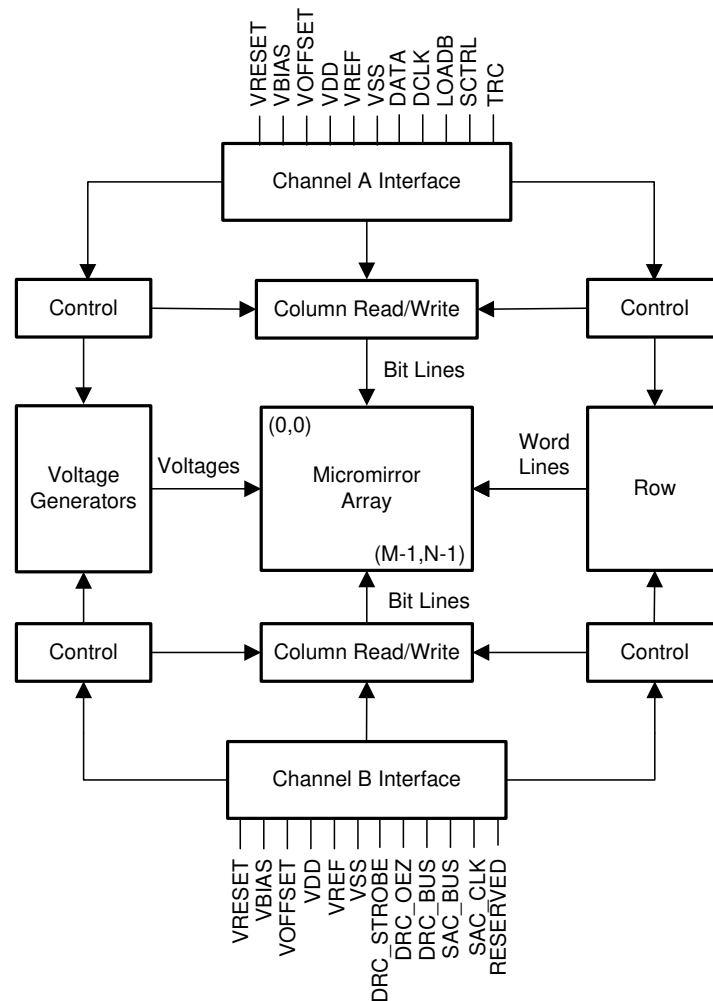 VRESET
VBIAS
VOFFSET
VDD
VREF
VSS
DATA
DCLK
LOADB
SCTRL
TRC
Channel A Interface
Control
Column Read/Write
Control
Bit Lines
(0,0)
Voltage
Generators
Voltages
Micromirror
Array
Word
Lines
Row
(M-1,N-1)
Bit Lines
Control
Column Read/Write
Control
Channel B Interface
VRESET
VBIAS
VOFFSET
VDD
VREF
VSS
DRC_STROBE
DRC_OEZ
DRC_BUS
SAC_BUS
SAC_CLK
RESERVED